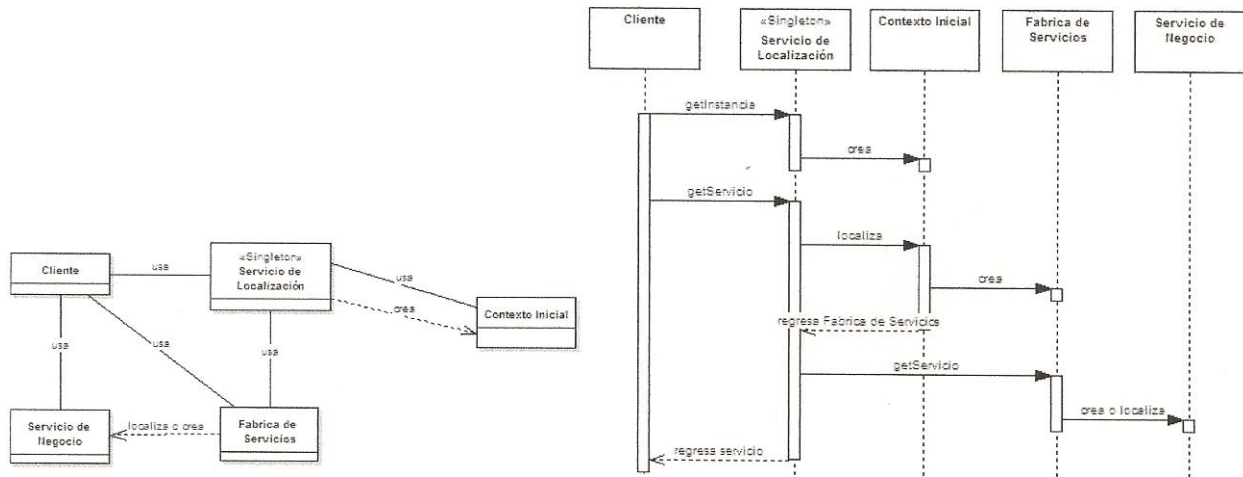 Cliente
usa
«Singleton»
Servicio de
Localización
usa
crea
Contexto Inicial
usa
usa
usa
Servicio de
Negocio
localiza o crea
Fabrica de
Servicios
Cliente
«Singleton»
Servicio de
Localización
Contexto Inicial
Fabrica de
Servicios
Servicio de
Negocio
getInstancia
crea
getServicio
localiza
crea
regresa Fabrica de Servicios
getServicio
crea o localiza
regresa servicio